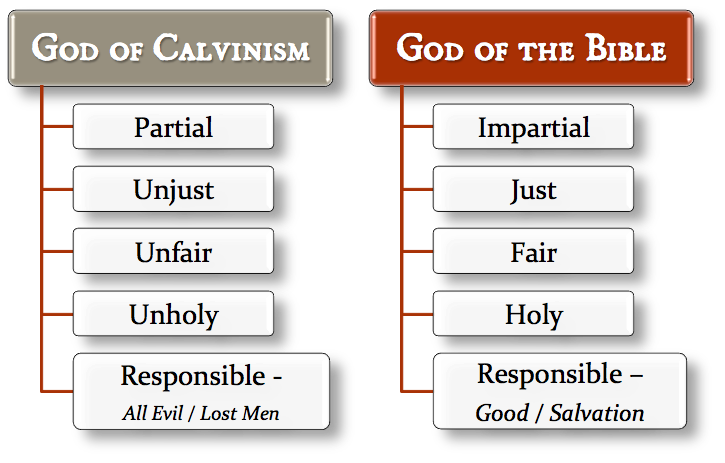 God of Calvinism
Partial
Unjust
Unfair
Unholy
Responsible -
All Evil / Lost Men
God of the Bible
Impartial
Just
Fair
Holy
Responsible –
Good / Salvation